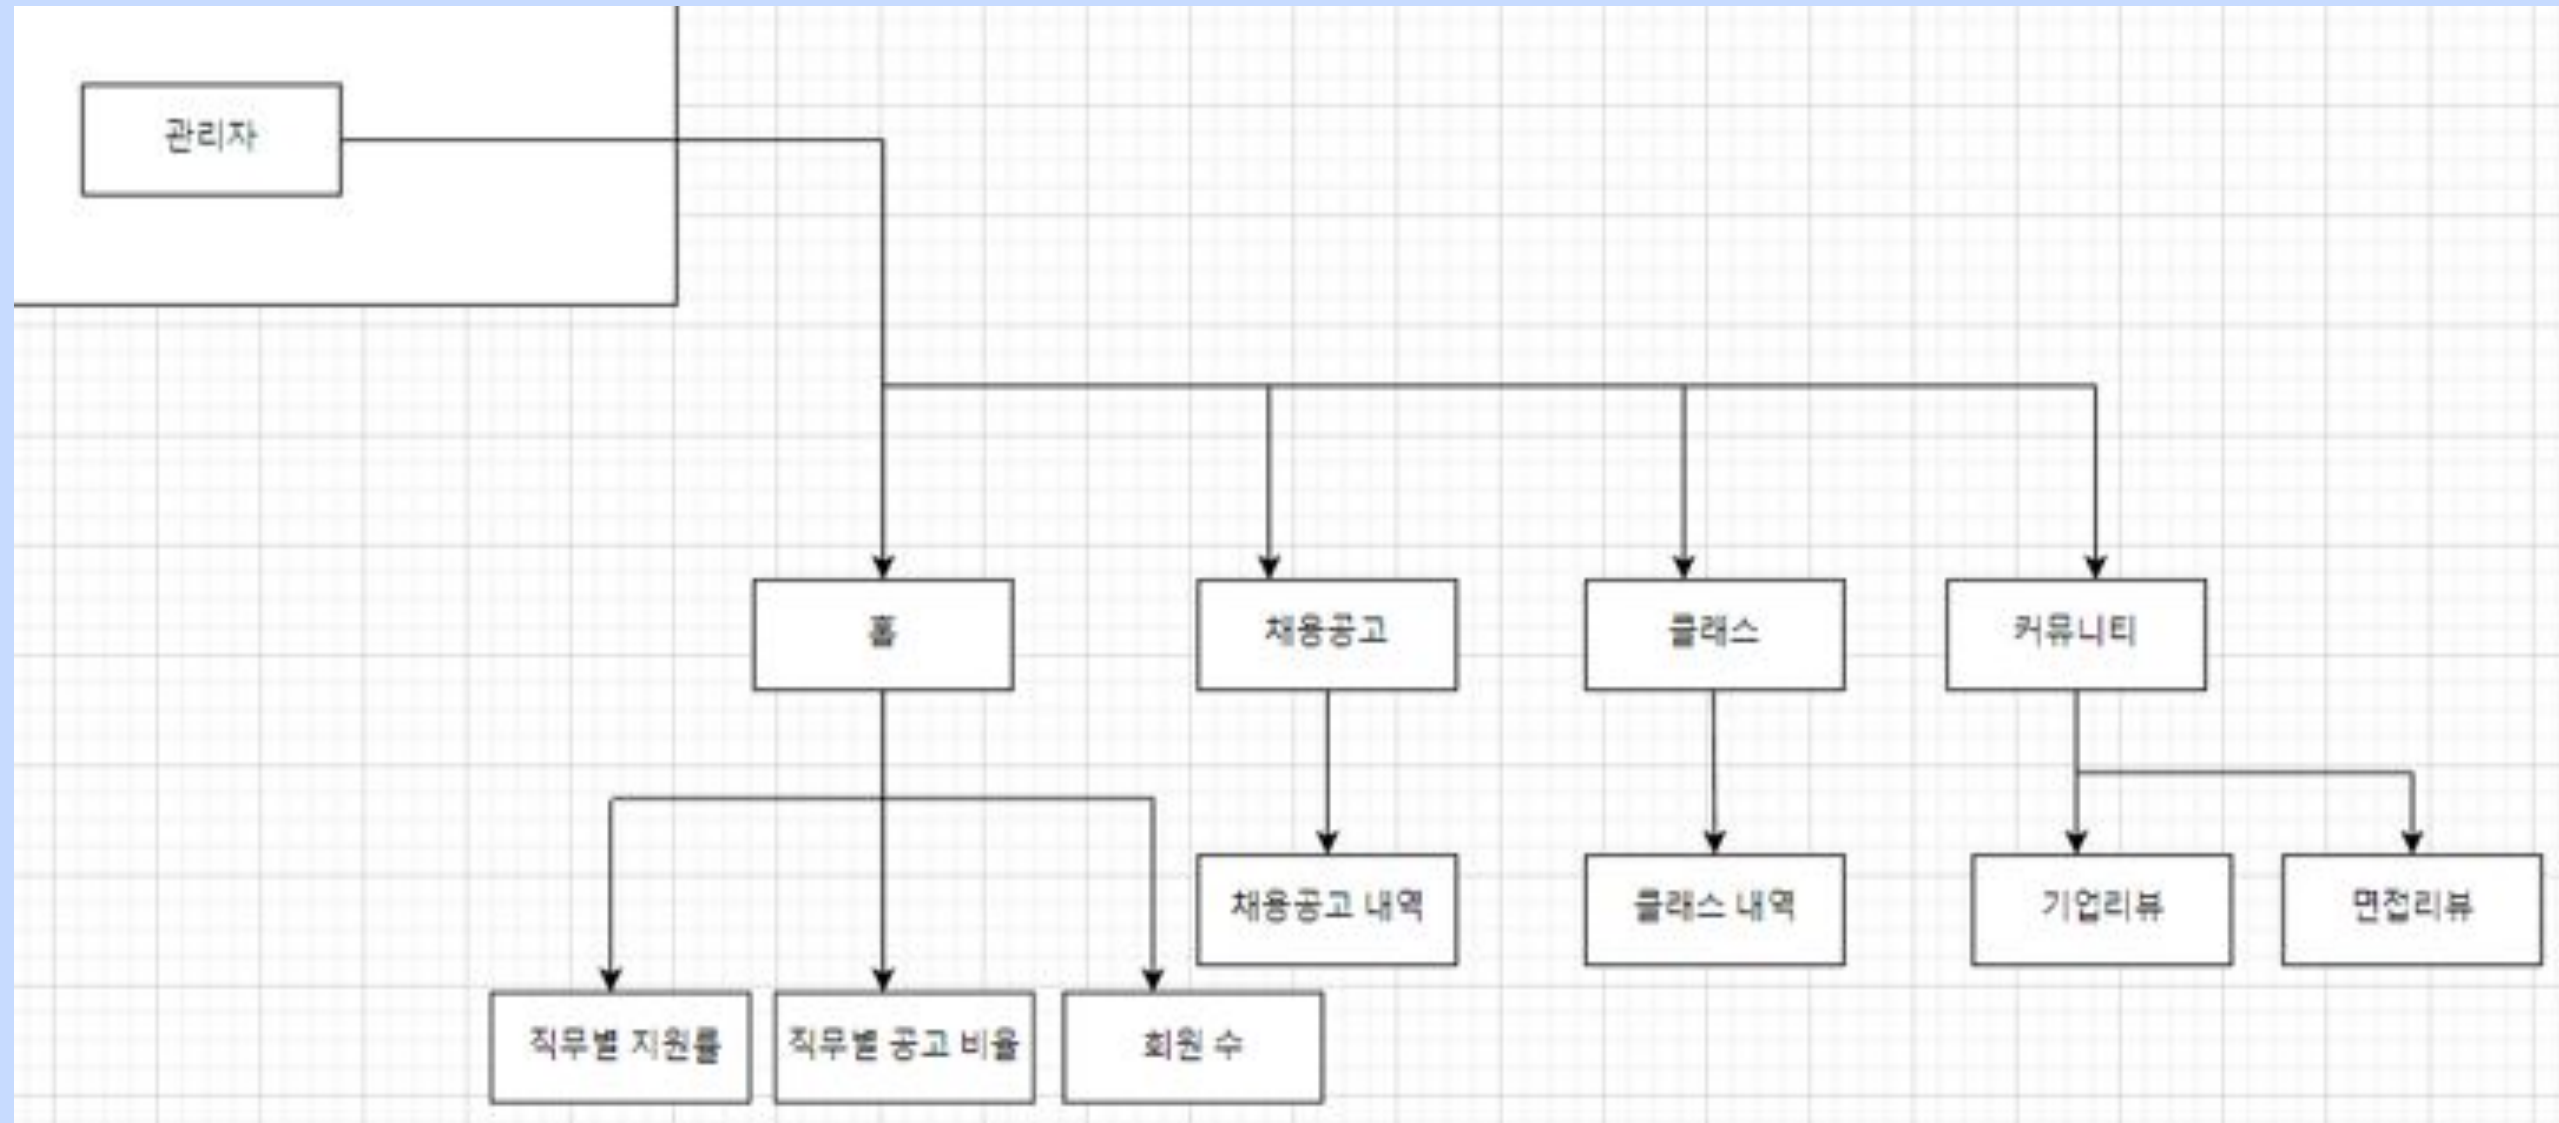 관리자
홈
채용공고
클래스
커뮤니티
채용공고 내역
클래스 내역
기업리뷰
면접리뷰
직무별 지원률
직무별 공고 비율
회원 수